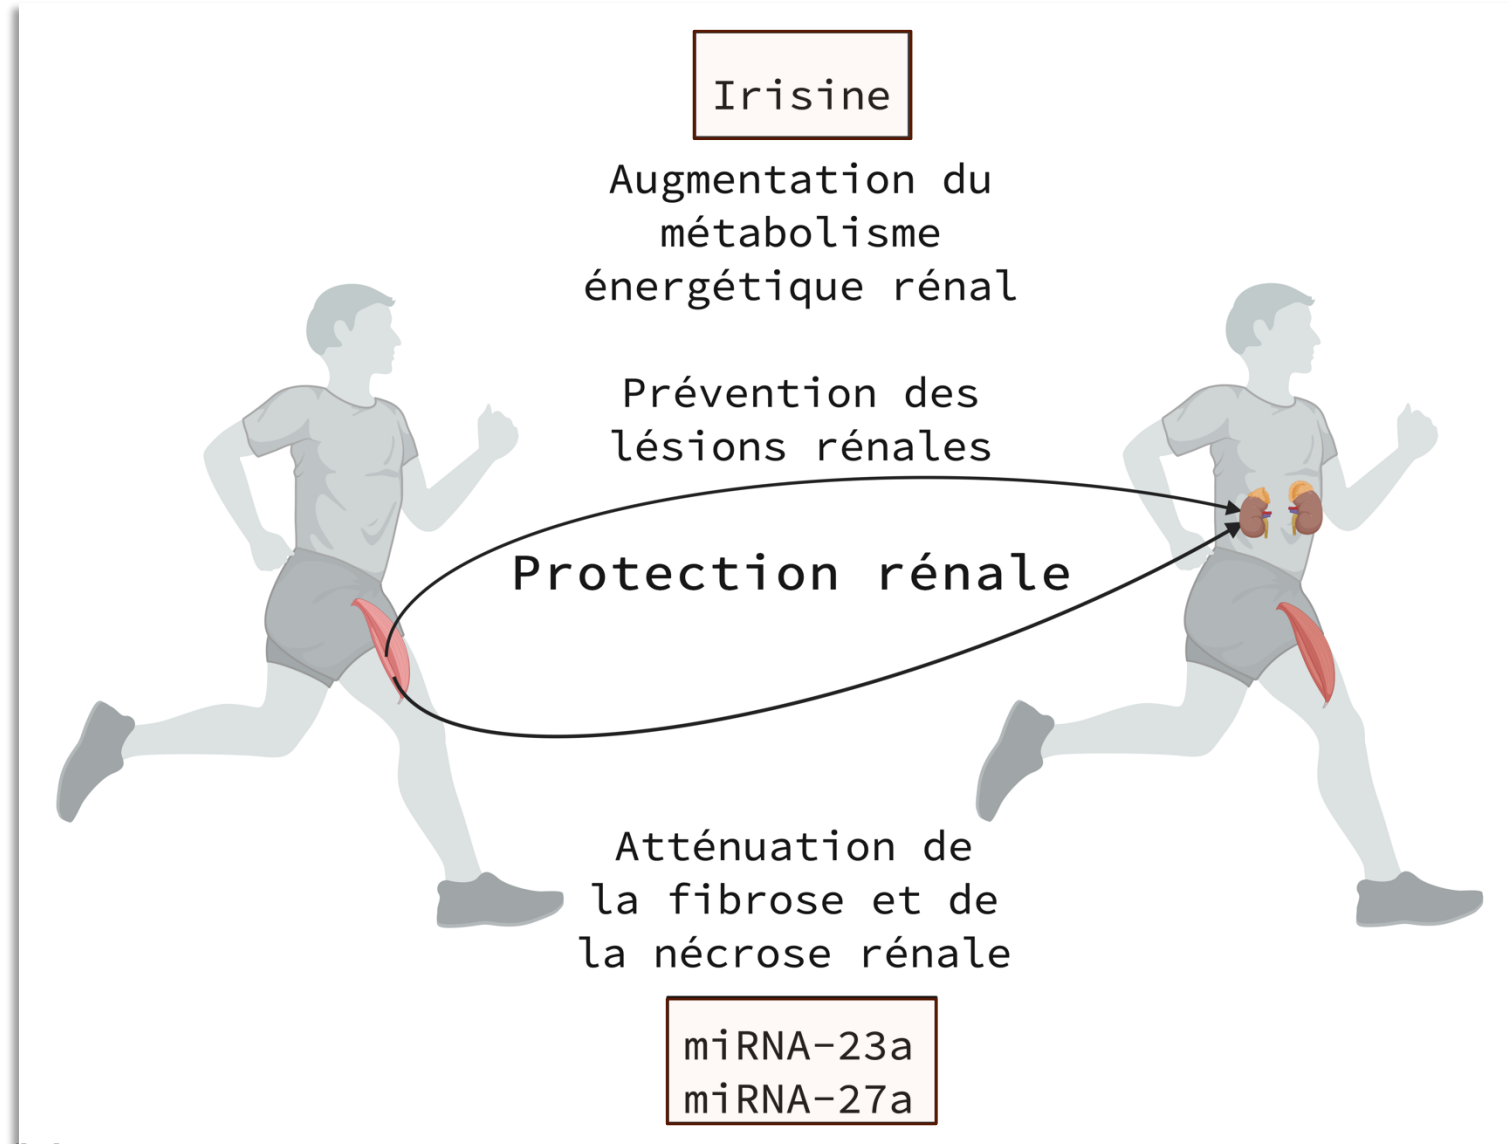 Irisine
Augmentation du
métabolisme
énergétique rénal
Prévention des
lésions rénales
Protection rénale
Atténuation de
la fibrose et de
la nécrose rénale
miRNA-23a
miRNA-27a